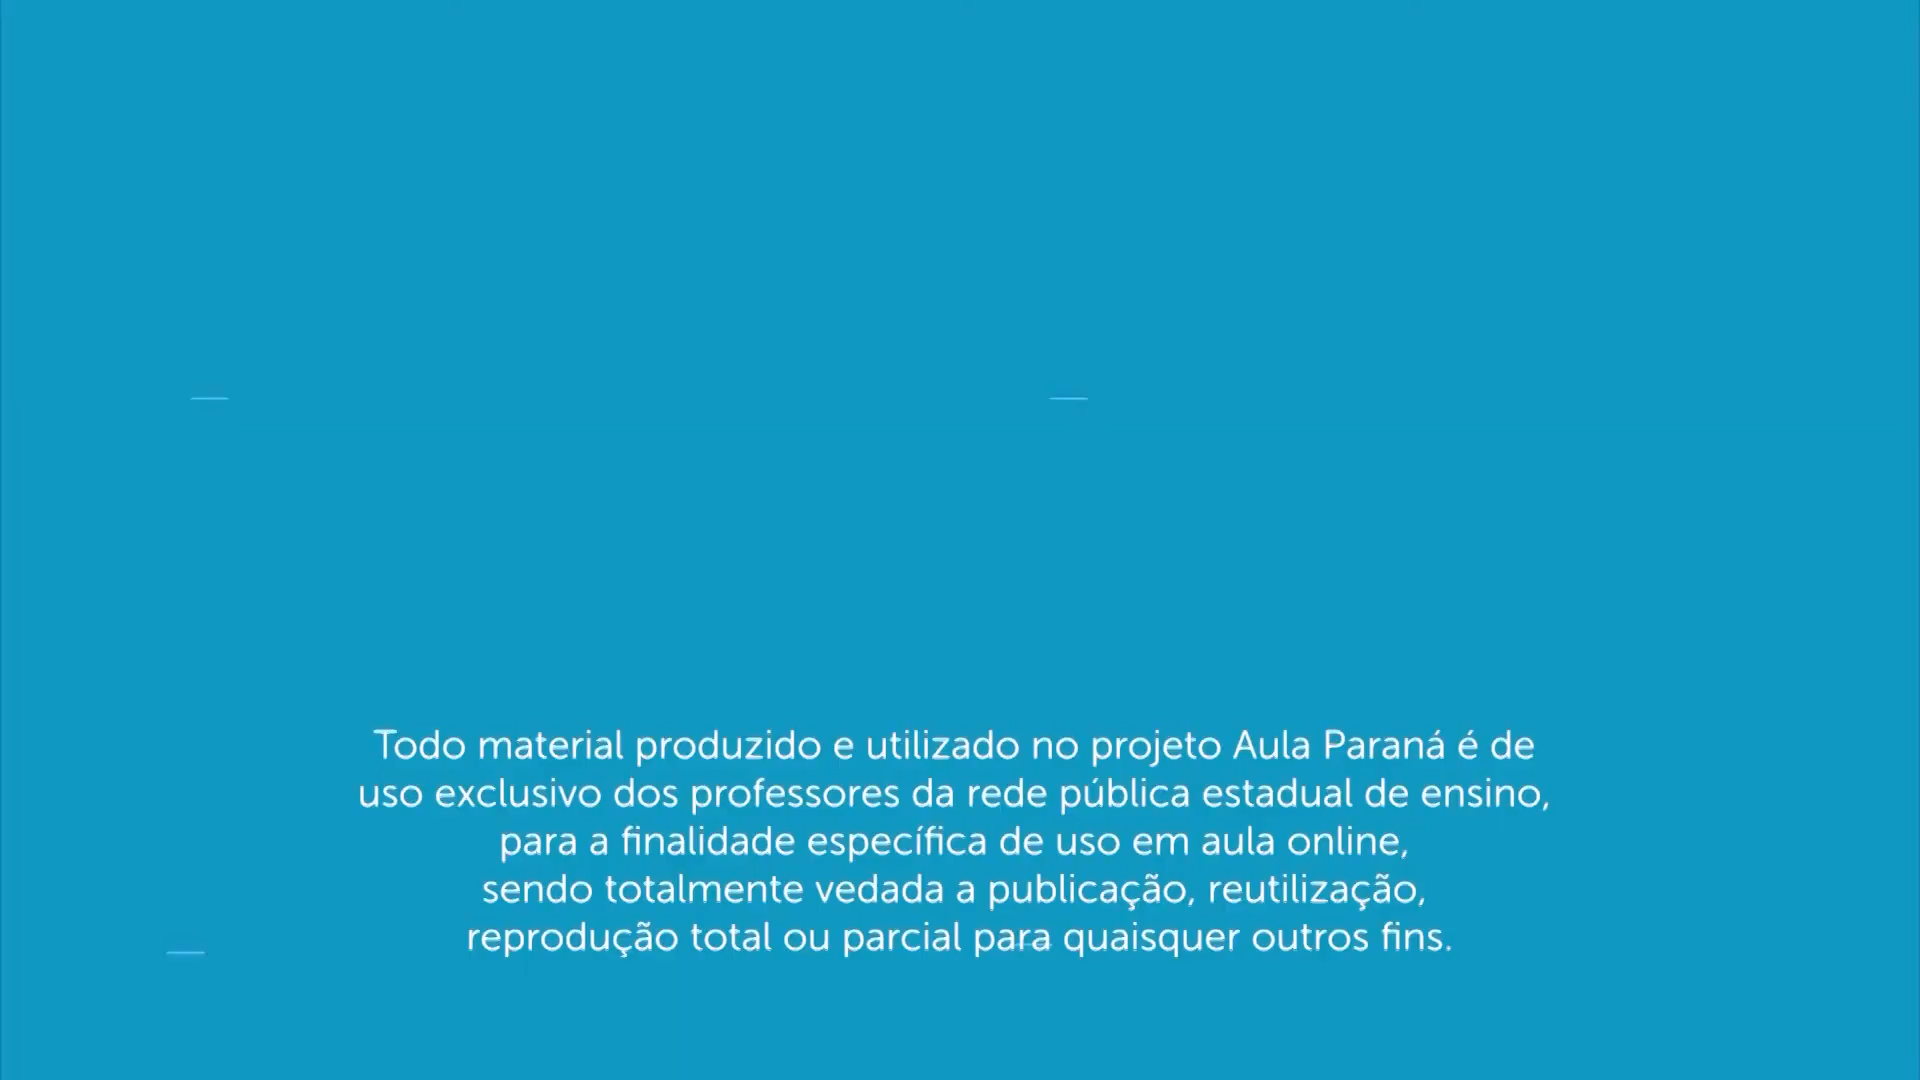 Todo material produzido e utilizado no projeto Aula Paraná é de
uso exclusivo dos professores da rede pública estadual de ensino,
para a finalidade específica de uso em aula online,
sendo totalmente vedada a publicação, reutilização,
reprodução total ou parcial para quaisquer outros fins.